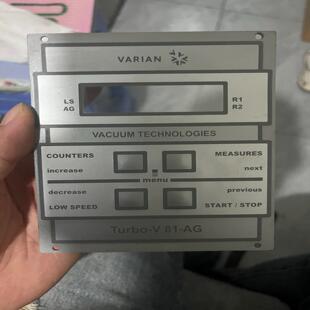 VARIAN
LS R1
AG R2
VACUUM TECHNOLOGIES
COUNTERS MEASURES
increase next
menu
decrease previous
LOW SPEED START / STOP
Turbo-V 81-AG